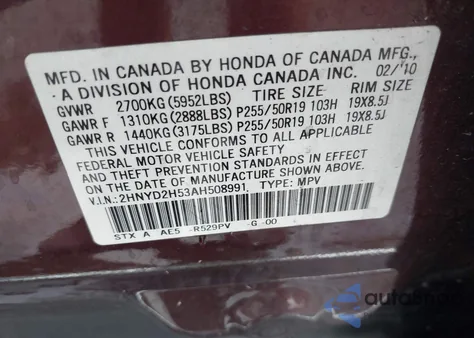 MFD. IN CANADA BY HONDA OF CANADA MFG.,
A DIVISION OF HONDA CANADA INC. 02/10
GVWR 2700KG(5952LBS) TIRE SIZE RIM SIZE
GAWR F 1310KG(2888LBS) P255/50R19 103H 19X8.5J
GAWR R 1440KG(3175LBS) P255/50R19 103H 19X8.5J
THIS VEHICLE CONFORMS TO ALL APPLICABLE
FEDERAL MOTOR VEHICLE SAFETY
AND THEFT PREVENTION STANDARDS IN EFFECT ON
THE DATE OF MANUFACTURE SHOWN ABOVE.
V.I.N.: 2HNYD2H53AH508991, TYPE: MPV
STX A AE5 -R529PV -G -00